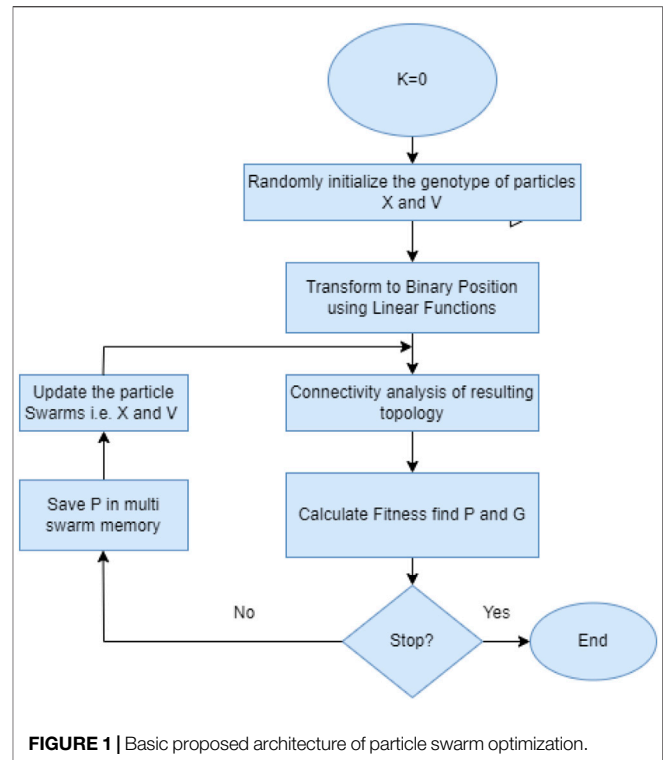 K=0
Randomly initialize the genotype of particles
X and V
Transform to Binary Position
using Linear Functions
Update the particle
Swarms i.e. X and V
Connectivity analysis of resulting
topology
Save P in multi
swarm memory
Calculate Fitness find P and G
No
Stop?
Yes
End
FIGURE 1 | Basic proposed architecture of particle swarm optimization.